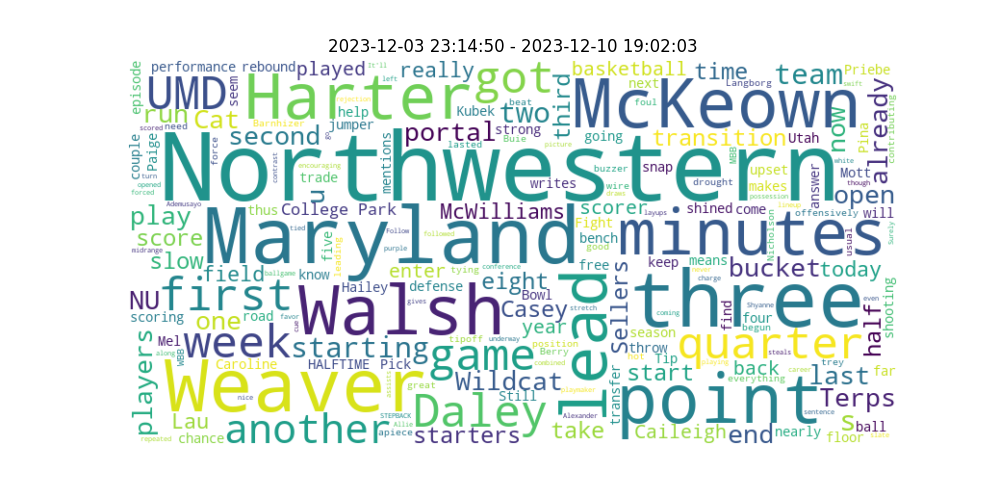 2023-12-03 23:14:50 - 2023-12-10 19:02:03
episode performance rebound played It'll really got basketball time team Priebe
UMD seem Harter left next Langborg
run Cat scored need Barnhizer help jumper Kubek beat swift two third McKeown foul already contributing
couple Paige force second portal strong Buie going transition Utah now Pina
Northwestern
contrast mentions lasted picture buzzer snap MBB upset white
turn opened forced encouraging trade writes wire draws drought makes possession answer Mott though open
Ademusayo thus u College Park McWilliams scorer shined come lineup offensively will
play tied Follow Maryland Fight layups minutes usual Surely
midrange score five leading purple followed bench good Nicholson
slow field ballgame know enter tying conference eight free keep means bucket today
NU first Hailey defense Bowl gives stretch lead Sellers three charge Shyanne even shooting
scoring one road favor cue Walsh Casey year coming find four begun half
Mel week starting tipoff underway position season quarter
along WBB Caroline HALFTIME Pick game Berry combined throw Tip hot playing steals trey far
players Weaver assists great Wildcat Still playmaker transfer start back everything career last
nice Lau another STEPBACK Allie Daley Alexander point sentence Terps
repeated chance apiece starters take Caileigh end nearly floor S ball slate